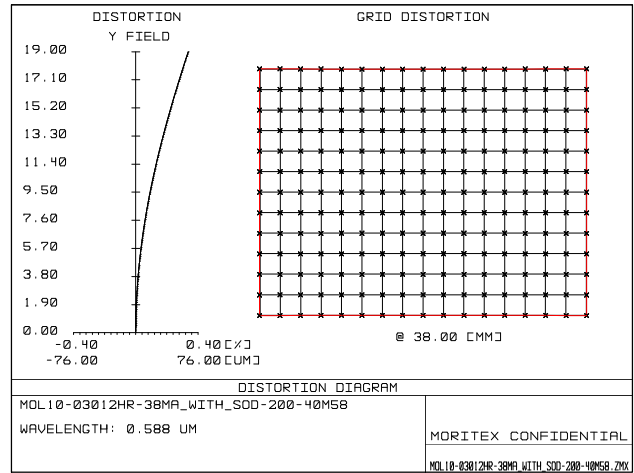 DISTORTION
Y FIELD
GRID DISTORTION
19.00
17.10
15.20
13.30
11.40
9.50
7.60
5.70
3.80
1.90
0.00
-0.40
0.40[%]
-76.00
76.00[UM]
@ 38.00 [MM]
DISTORTION DIAGRAM
MOL10-03012HR-38MA_WITH_SOD-200-40M58
WAVELENGTH: 0.588 UM
MORITEX CONFIDENTIAL
MOL10-03012HR-38MA_WITH_SOD-200-40M58.ZMX